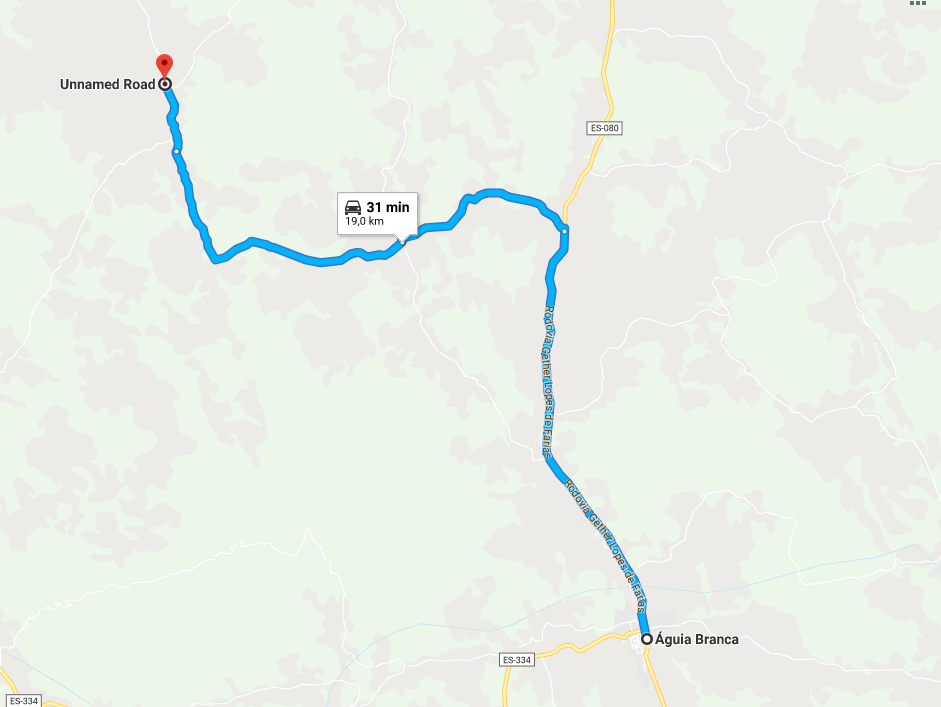 Unnamed Road
ES-080
31 min
19,0 km
Rodovia Gether Lopes de Farias
Rodovia Gether Lopes de Farias
Águia Branca
ES-334
ES-334